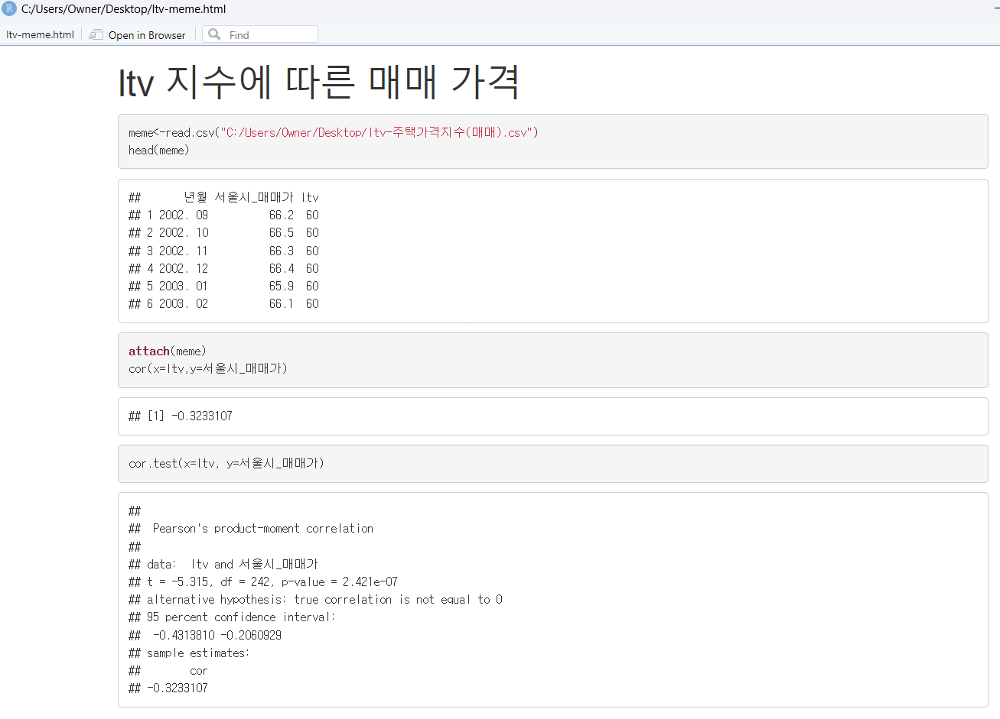 R C:/Users/Owner/Desktop/ltv-meme.html
ltv-meme.html Open in Browser Find
ltv 지수에 따른 매매 가격
meme<-read.csv("C:/Users/Owner/Desktop/ltv-주택가격지수(매매).csv")
head(meme)
##       년월 서울시_매매가 ltv
## 1 2002. 09          66.2  60
## 2 2002. 10          66.5  60
## 3 2002. 11          66.3  60
## 4 2002. 12          66.4  60
## 5 2003. 01          65.9  60
## 6 2003. 02          66.1  60
attach(meme)
cor(x=ltv,y=서울시_매매가)
## [1] -0.3233107
cor.test(x=ltv, y=서울시_매매가)
##
##  Pearson's product-moment correlation
##
## data:  ltv and 서울시_매매가
## t = -5.315, df = 242, p-value = 2.421e-07
## alternative hypothesis: true correlation is not equal to 0
## 95 percent confidence interval:
##  -0.4313810 -0.2060929
## sample estimates:
##        cor
## -0.3233107